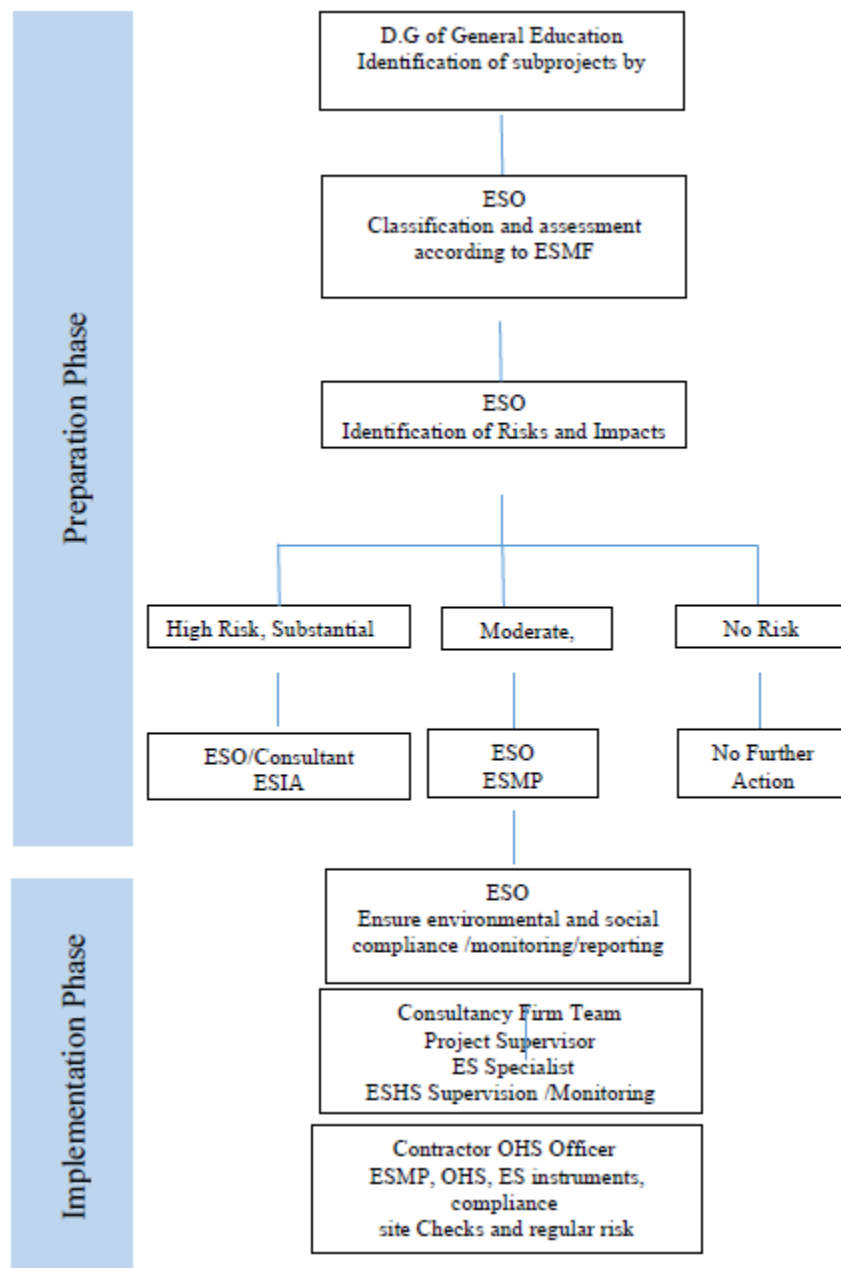 Preparation Phase
D.G of General Education
Identification of subprojects by
ESO
Classification and assessment
according to ESMF
ESO
Identification of Risks and Impacts
High Risk, Substantial
Moderate,
No Risk
ESO/Consultant
ESIA
ESO
ESMP
No Further
Action
Implementation Phase
ESO
Ensure environmental and social
compliance /monitoring/reporting
Consultancy Firm Team
Project Supervisor
ES Specialist
ESHS Supervision /Monitoring
Contractor OHS Officer
ESMP, OHS, ES instruments,
compliance
site Checks and regular risk